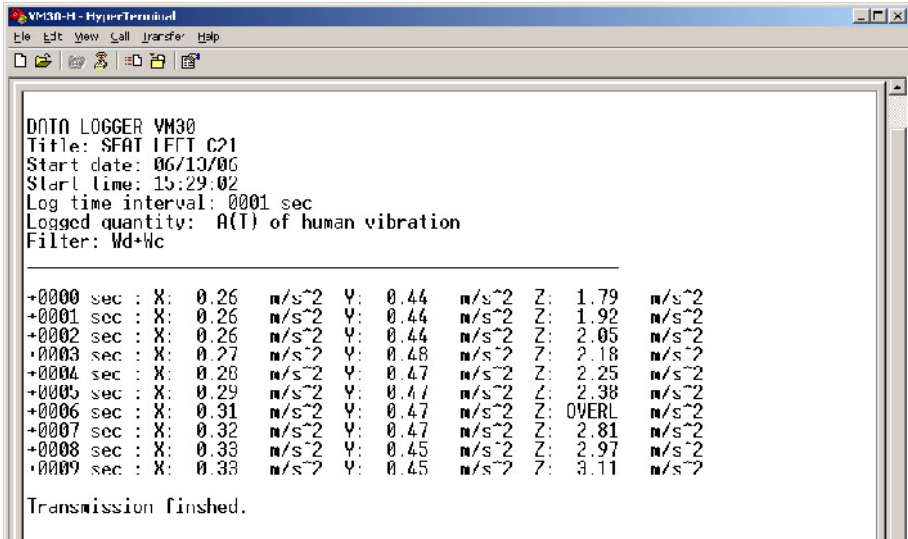 VM30-H - HyperTerminal
File Edit View Call Transfer Help
DATA LOGGER VM30
Title: SEAT LEFT C21
Start date: 06/13/06
Start time: 15:29:02
Log time interval: 0001 sec
Logged quantity: A(T) of human vibration
Filter: Wd+Wc
+0000 sec : X: 0.26 m/s^2 Y: 0.44 m/s^2 Z: 1.79 m/s^2
+0001 sec : X: 0.26 m/s^2 Y: 0.44 m/s^2 Z: 1.92 m/s^2
+0002 sec : X: 0.26 m/s^2 Y: 0.44 m/s^2 Z: 2.05 m/s^2
+0003 sec : X: 0.27 m/s^2 Y: 0.48 m/s^2 Z: 2.18 m/s^2
+0004 sec : X: 0.28 m/s^2 Y: 0.47 m/s^2 Z: 2.25 m/s^2
+0005 sec : X: 0.29 m/s^2 Y: 0.47 m/s^2 Z: 2.38 m/s^2
+0006 sec : X: 0.31 m/s^2 Y: 0.47 m/s^2 Z: OVERL m/s^2
+0007 sec : X: 0.32 m/s^2 Y: 0.47 m/s^2 Z: 2.81 m/s^2
+0008 sec : X: 0.33 m/s^2 Y: 0.45 m/s^2 Z: 2.97 m/s^2
+0009 sec : X: 0.33 m/s^2 Y: 0.45 m/s^2 Z: 3.11 m/s^2
Transmission finshed.